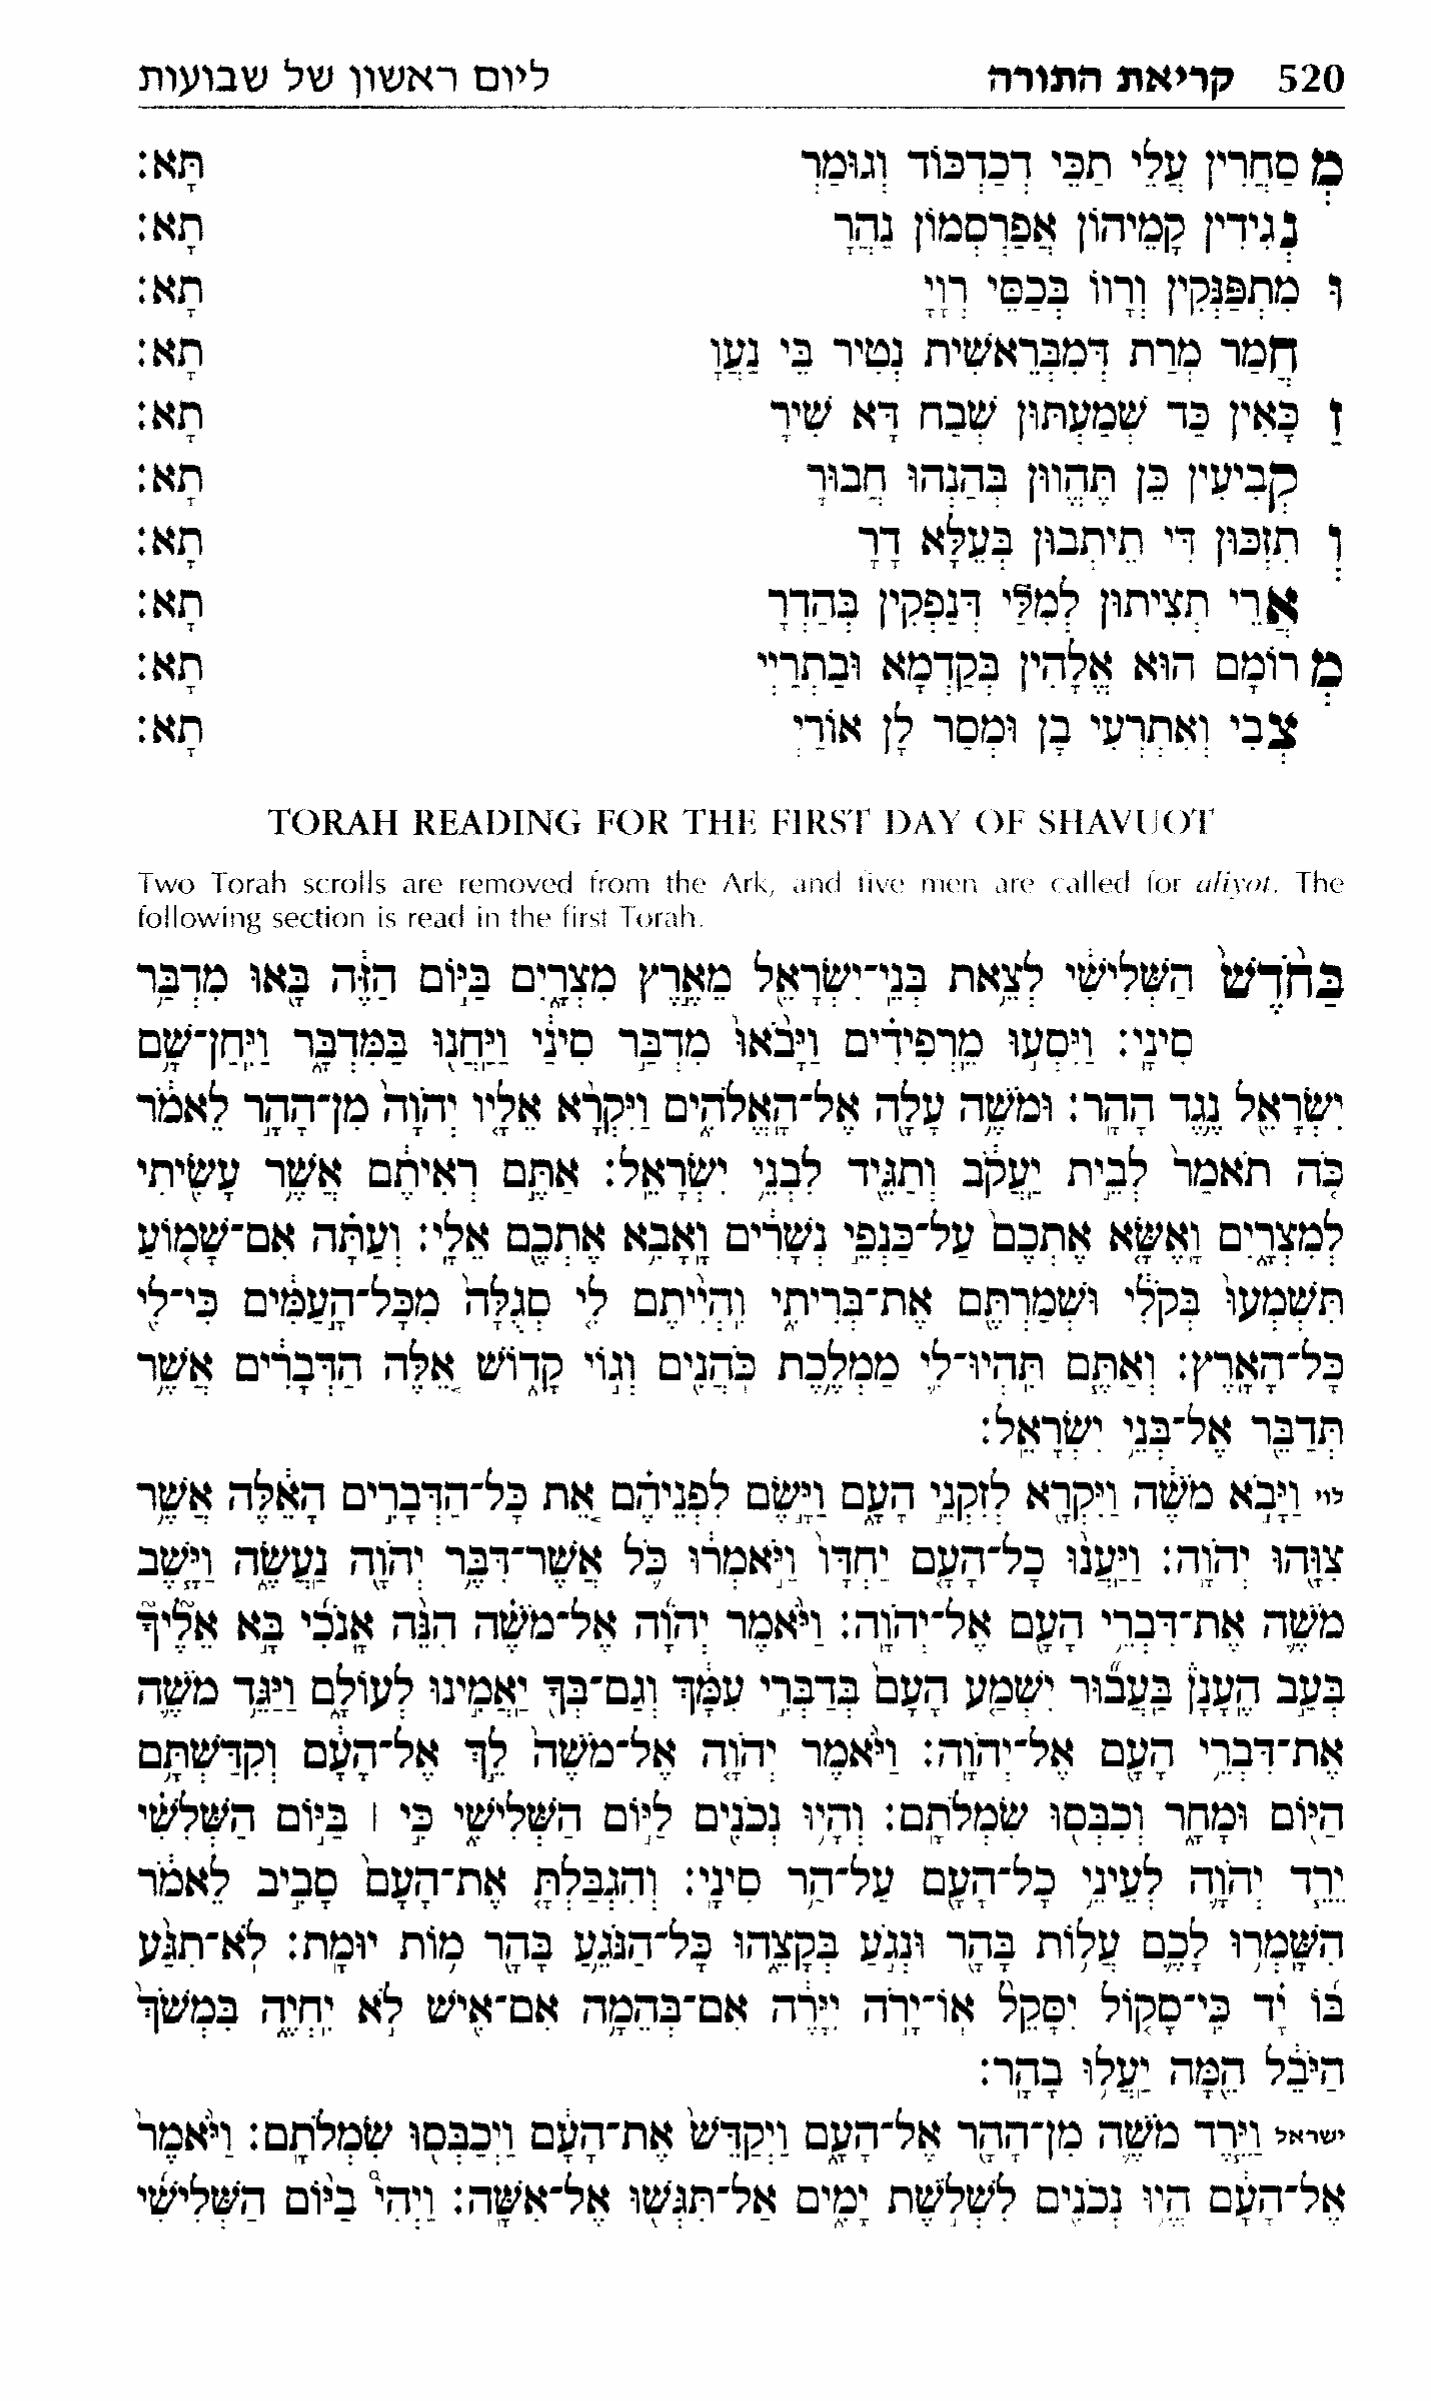 520 קריאת התורה ליום ראשון של שבועות
מְ סַחֲרִין עֲלֵי תַכֵּי דְכַדְכּוֹד וְגוּמַרְ תָּא:
נְגִידִין קָמֵיהוֹן אֲפַרְסְמוֹן נַהֲרָ תָא:
וּ מִתְפַּנְּקִין וְרָווֹ בְּכַסֵּי רְוָיָ תָא:
חֲמַר מְרַת דְּמִבְּרֵאשִׁית נְטִיר בֵּי נַעֲוָ תָא:
זַ כָּאִין כַּד שְׁמַעְתּוּן שְׁבַח דָּא שִׁירָ תָא:
קְבִיעִין כֵּן תֶּהֱווּן בְּהַנְהוּ חֲבוּרָ תָא:
וְ תִזְכּוּן דִּי תֵיתְבוּן בְּעֵלָּא דָרָ תָא:
אֲרֵי תְצִיתוּן לְמִלַּי דְּנָפְקִין בְּהַדְרָ תָא:
מְ רוֹמָם הוּא אֱלָהִין בְּקַדְמָא וּבַתְרַיְי תָא:
צְבִי וְאִתְרְעִי בָן וּמְסַר לָן אוֹרַיְ תָא:
TORAH READING FOR THE FIRST DAY OF SHAVUOT
Two Torah scrolls are removed from the Ark, and five men are called for aliyot. The
following section is read in the first Torah.
בַּחֹ֙דֶשׁ֙ הַשְּׁלִישִׁ֔י לְצֵ֥את בְּנֵֽי־יִשְׂרָאֵ֖ל מֵאֶ֣רֶץ מִצְרָ֑יִם בַּיּ֣וֹם הַזֶּ֔ה בָּ֖אוּ מִדְבַּ֥ר
סִינָֽי׃ וַיִּסְע֣וּ מֵרְפִידִ֗ים וַיָּבֹ֙אוּ֙ מִדְבַּ֣ר סִינַ֔י וַֽיַּחֲנ֖וּ בַּמִּדְבָּ֑ר וַיִּֽחַן־שָׁ֥ם
יִשְׂרָאֵ֖ל נֶ֥גֶד הָהָֽר׃ וּמֹשֶׁ֥ה עָלָ֖ה אֶל־הָֽאֱלֹהִ֑ים וַיִּקְרָ֨א אֵלָ֤יו יְהוָה֙ מִן־הָהָ֣ר לֵאמֹ֔ר
כֹּ֤ה תֹאמַר֙ לְבֵ֣ית יַֽעֲקֹ֔ב וְתַגֵּ֖יד לִבְנֵ֥י יִשְׂרָאֵֽל׃ אַתֶּ֣ם רְאִיתֶ֔ם אֲשֶׁ֥ר עָשִׂ֖יתִי
לְמִצְרָ֑יִם וָֽאֶשָּׂ֤א אֶתְכֶם֙ עַל־כַּנְפֵ֣י נְשָׁרִ֔ים וָֽאָבִ֥א אֶתְכֶ֖ם אֵלָֽי׃ וְעַתָּ֗ה אִם־שָׁמ֤וֹעַ
תִּשְׁמְעוּ֙ בְּקֹלִ֔י וּשְׁמַרְתֶּ֖ם אֶת־בְּרִיתִ֑י וִֽהְיִ֨יתֶם לִ֤י סְגֻלָּה֙ מִכָּל־הָ֣עַמִּ֔ים כִּי־לִ֖י
כָּל־הָאָֽרֶץ׃ וְאַתֶּ֧ם תִּֽהְיוּ־לִ֛י מַמְלֶ֥כֶת כֹּֽהֲנִ֖ים וְג֣וֹי קָד֑וֹשׁ אֵ֚לֶּה הַדְּבָרִ֔ים אֲשֶׁ֥ר
תְּדַבֵּ֖ר אֶל־בְּנֵ֥י יִשְׂרָאֵֽל׃
לוי וַיָּבֹ֣א מֹשֶׁ֔ה וַיִּקְרָ֖א לְזִקְנֵ֣י הָעָ֑ם וַיָּ֣שֶׂם לִפְנֵיהֶ֗ם אֵ֚ת כָּל־הַדְּבָרִ֣ים הָאֵ֔לֶּה אֲשֶׁ֥ר
צִוָּ֖הוּ יְהוָֽה׃ וַיַּֽעֲנ֨וּ כָל־הָעָ֤ם יַחְדָּו֙ וַיֹּ֣אמְר֔וּ כֹּ֛ל אֲשֶׁר־דִּבֶּ֥ר יְהוָ֖ה נַֽעֲשֶׂ֑ה וַיָּ֧שֶׁב
מֹשֶׁ֛ה אֶת־דִּבְרֵ֥י הָעָ֖ם אֶל־יְהוָֽה׃ וַיֹּ֨אמֶר יְהוָ֜ה אֶל־מֹשֶׁ֗ה הִנֵּ֨ה אָֽנֹכִ֜י בָּ֣א אֵלֶ֘יךָ֘
בְּעַ֣ב הֶֽעָנָן֒ בַּֽעֲב֞וּר יִשְׁמַ֤ע הָעָם֙ בְּדַבְּרִ֣י עִמָּ֔ךְ וְגַם־בְּךָ֖ יַֽאֲמִ֣ינוּ לְעוֹלָ֑ם וַיַּגֵּ֥ד מֹשֶׁ֛ה
אֶת־דִּבְרֵ֥י הָעָ֖ם אֶל־יְהוָֽה׃ וַיֹּ֨אמֶר יְהוָ֤ה אֶל־מֹשֶׁה֙ לֵ֣ךְ אֶל־הָעָ֔ם וְקִדַּשְׁתָּ֥ם
הַיּ֖וֹם וּמָחָ֑ר וְכִבְּס֖וּ שִׂמְלֹתָֽם׃ וְהָי֥וּ נְכֹנִ֖ים לַיּ֣וֹם הַשְּׁלִישִׁ֑י כִּ֣י ׀ בַּיּ֣וֹם הַשְּׁלִשִׁ֗י
יֵרֵ֧ד יְהוָ֛ה לְעֵינֵ֥י כָל־הָעָ֖ם עַל־הַ֥ר סִינָֽי׃ וְהִגְבַּלְתָּ֤ אֶת־הָעָם֙ סָבִ֣יב לֵאמֹ֔ר
הִשָּֽׁמְר֥וּ לָכֶ֛ם עֲל֥וֹת בָּהָ֖ר וּנְגֹ֣עַ בְּקָצֵ֑הוּ כָּל־הַנֹּגֵ֥עַ בָּהָ֖ר מ֥וֹת יוּמָֽת׃ לֹֽא־תִגַּ֨ע
בּ֜וֹ יָ֗ד כִּֽי־סָק֤וֹל יִסָּקֵל֙ אֽוֹ־יָרֹ֣ה יִיָּרֶ֔ה אִם־בְּהֵמָ֥ה אִם־אִ֖ישׁ לֹ֣א יִֽחְיֶ֑ה בִּמְשֹׁךְ֙
הַיֹּבֵ֔ל הֵ֖מָּה יַֽעֲל֥וּ בָהָֽר׃
ישראל וַיֵּ֧רֶד מֹשֶׁ֛ה מִן־הָהָ֖ר אֶל־הָעָ֑ם וַיְקַדֵּשׁ֙ אֶת־הָעָ֔ם וַֽיְכַבְּס֖וּ שִׂמְלֹתָֽם׃ וַיֹּ֙אמֶר֙
אֶל־הָעָ֔ם הֱי֥וּ נְכֹנִ֖ים לִשְׁלֹ֣שֶׁת יָמִ֑ים אַֽל־תִּגְּשׁ֖וּ אֶל־אִשָּֽׁה׃ וַיְהִי֩ בַיּ֨וֹם הַשְּׁלִישִׁ֜י